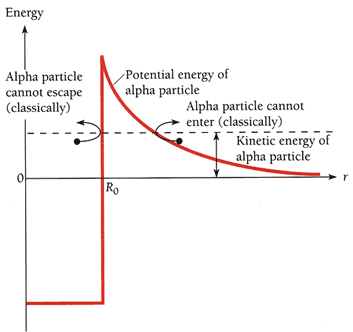 Energy
Alpha particle
cannot escape
(classically)
Potential energy of
alpha particle
Alpha particle cannot
enter (classically)
Kinetic energy of
alpha particle
0
R0
r